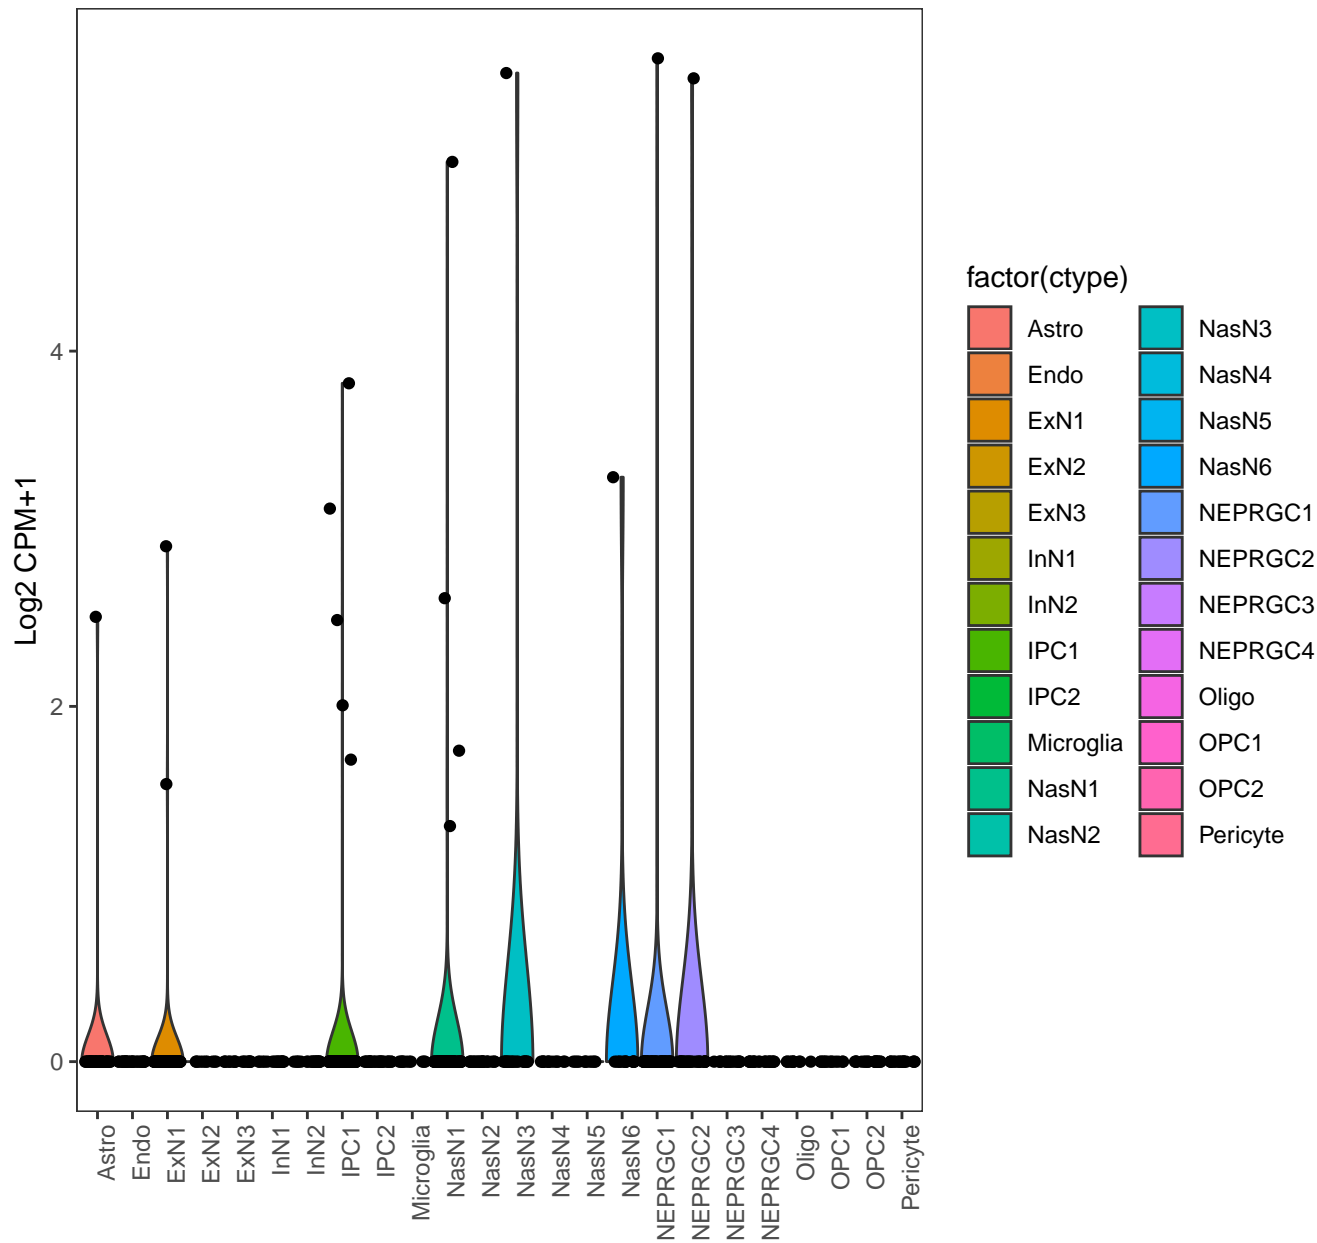 Log2 CPM+1
4
2
0
Astro
Endo
ExN1
ExN2
ExN3
InN1
InN2
IPC1
IPC2
Microglia
NasN1
NasN2
NasN3
NasN4
NasN5
NasN6
NEPRGC1
NEPRGC2
NEPRGC3
NEPRGC4
Oligo
OPC1
OPC2
Pericyte
factor(ctype)
Astro
Endo
ExN1
ExN2
ExN3
InN1
InN2
IPC1
IPC2
Microglia
NasN1
NasN2
NasN3
NasN4
NasN5
NasN6
NEPRGC1
NEPRGC2
NEPRGC3
NEPRGC4
Oligo
OPC1
OPC2
Pericyte